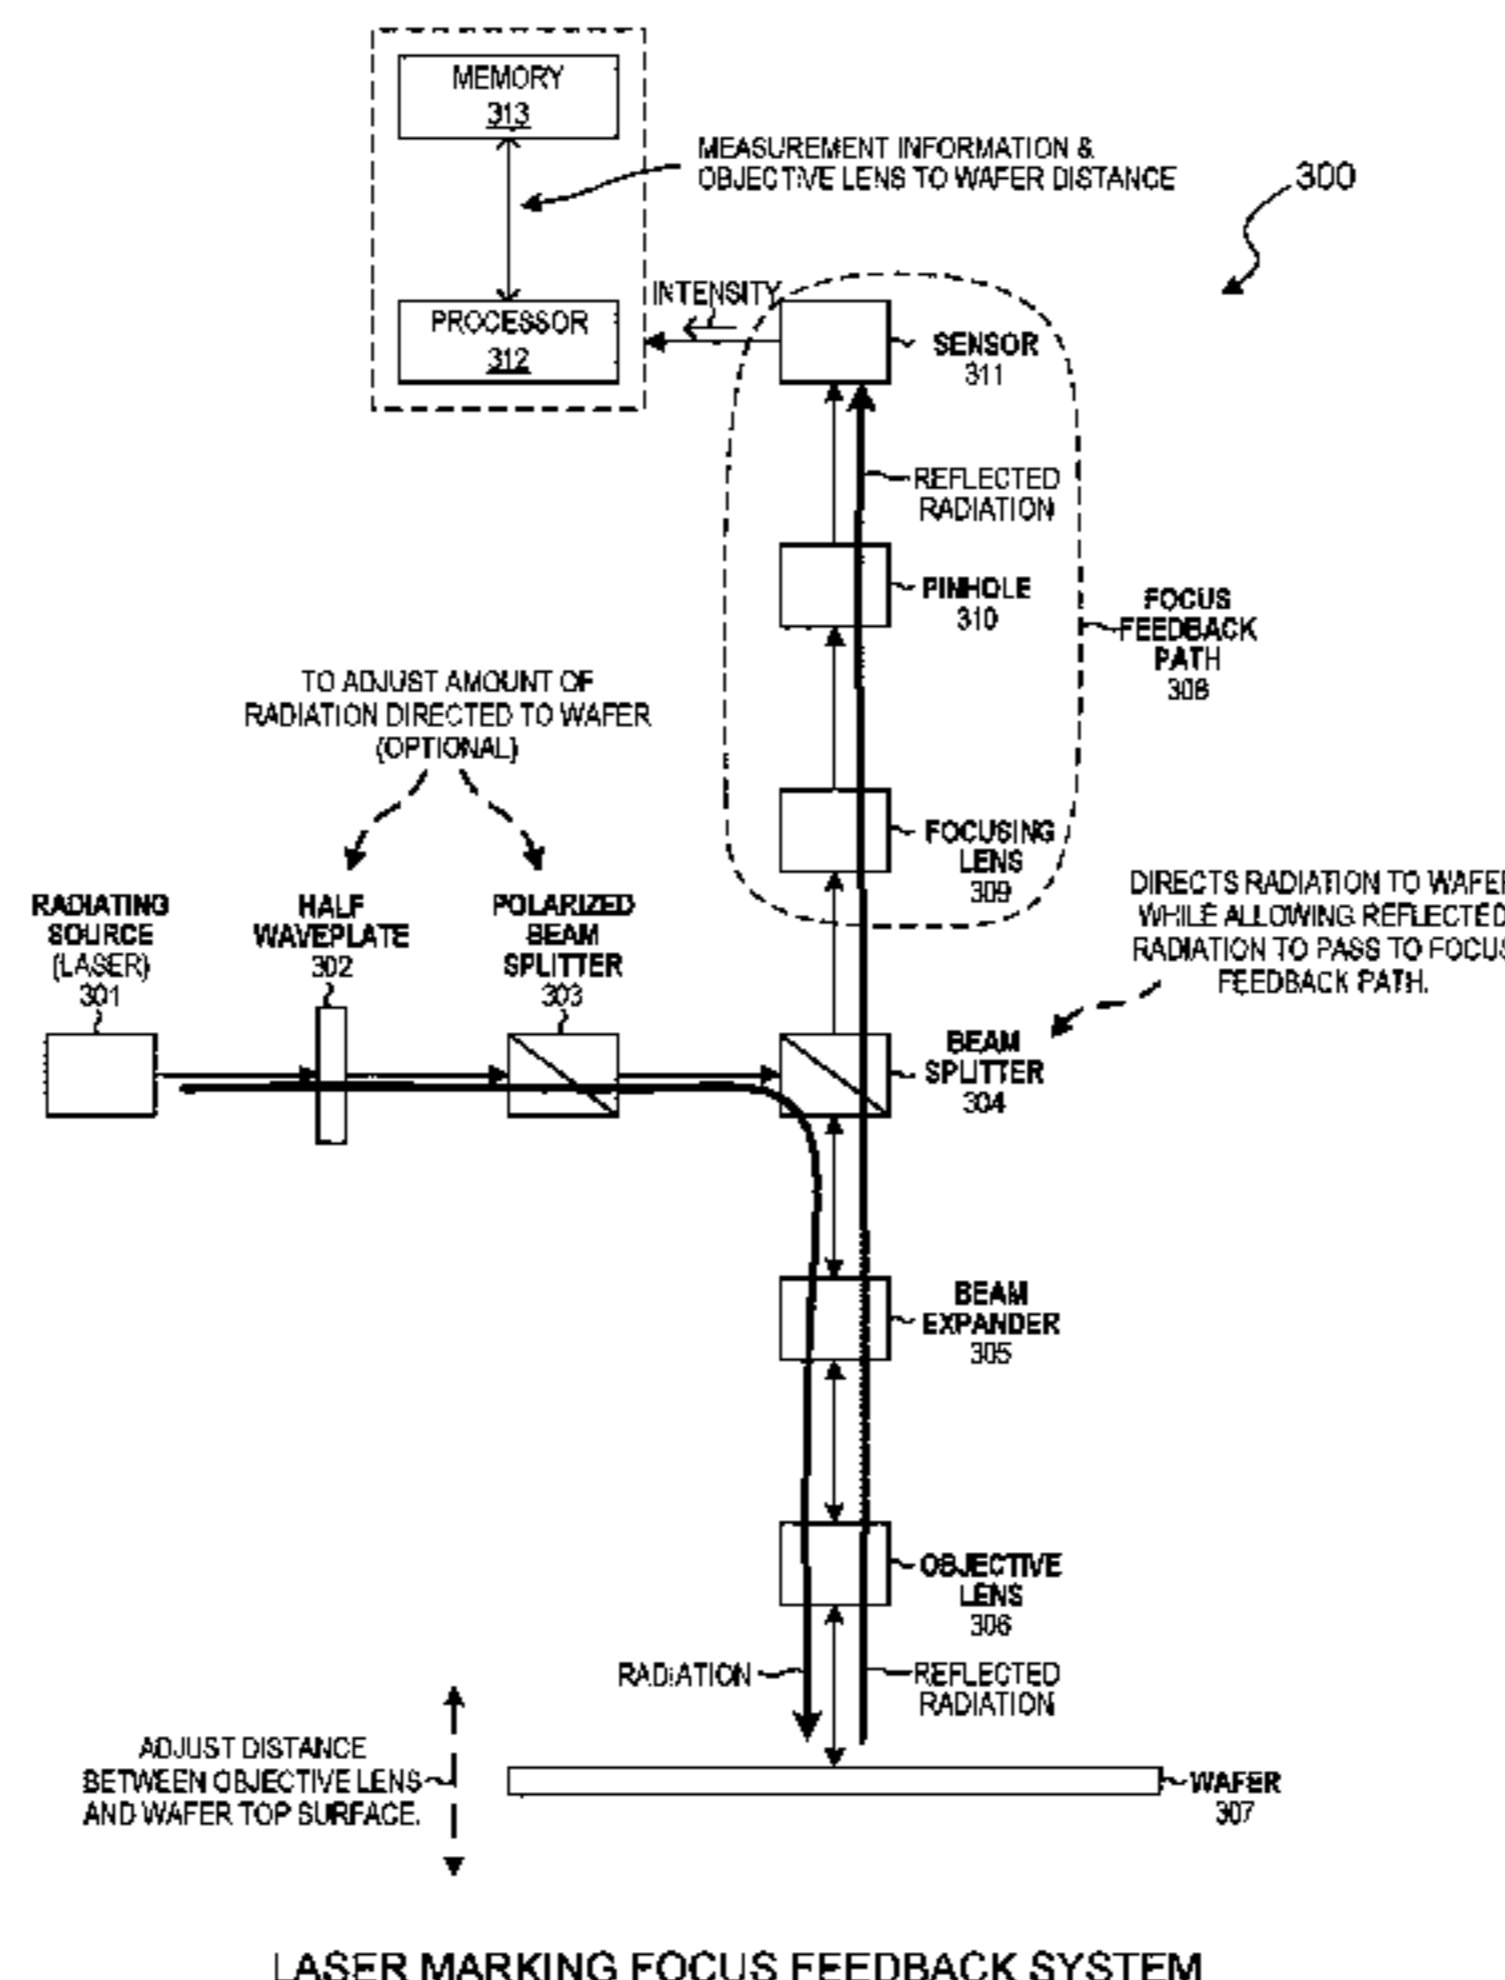 MEMORY
313
MEASUREMENT INFORMATION &
OBJECTIVE LENS TO WAFER DISTANCE
300
INTENSITY
PROCESSOR
312
SENSOR
311
REFLECTED
RADIATION
PINHOLE
310
FOCUS
FEEDBACK
PATH
308
TO ADJUST AMOUNT OF
RADIATION DIRECTED TO WAFER
(OPTIONAL)
FOCUSING
LENS
309
DIRECTS RADIATION TO WAFER
WHILE ALLOWING REFLECTED
RADIATION TO PASS TO FOCUS
FEEDBACK PATH.
RADIATING
SOURCE
(LASER)
301
HALF
WAVEPLATE
302
POLARIZED
BEAM
SPLITTER
303
BEAM
SPLITTER
304
BEAM
EXPANDER
305
OBJECTIVE
LENS
306
RADIATION
REFLECTED
RADIATION
ADJUST DISTANCE
BETWEEN OBJECTIVE LENS
AND WAFER TOP SURFACE.
WAFER
307
LASER MARKING FOCUS FEEDBACK SYSTEM